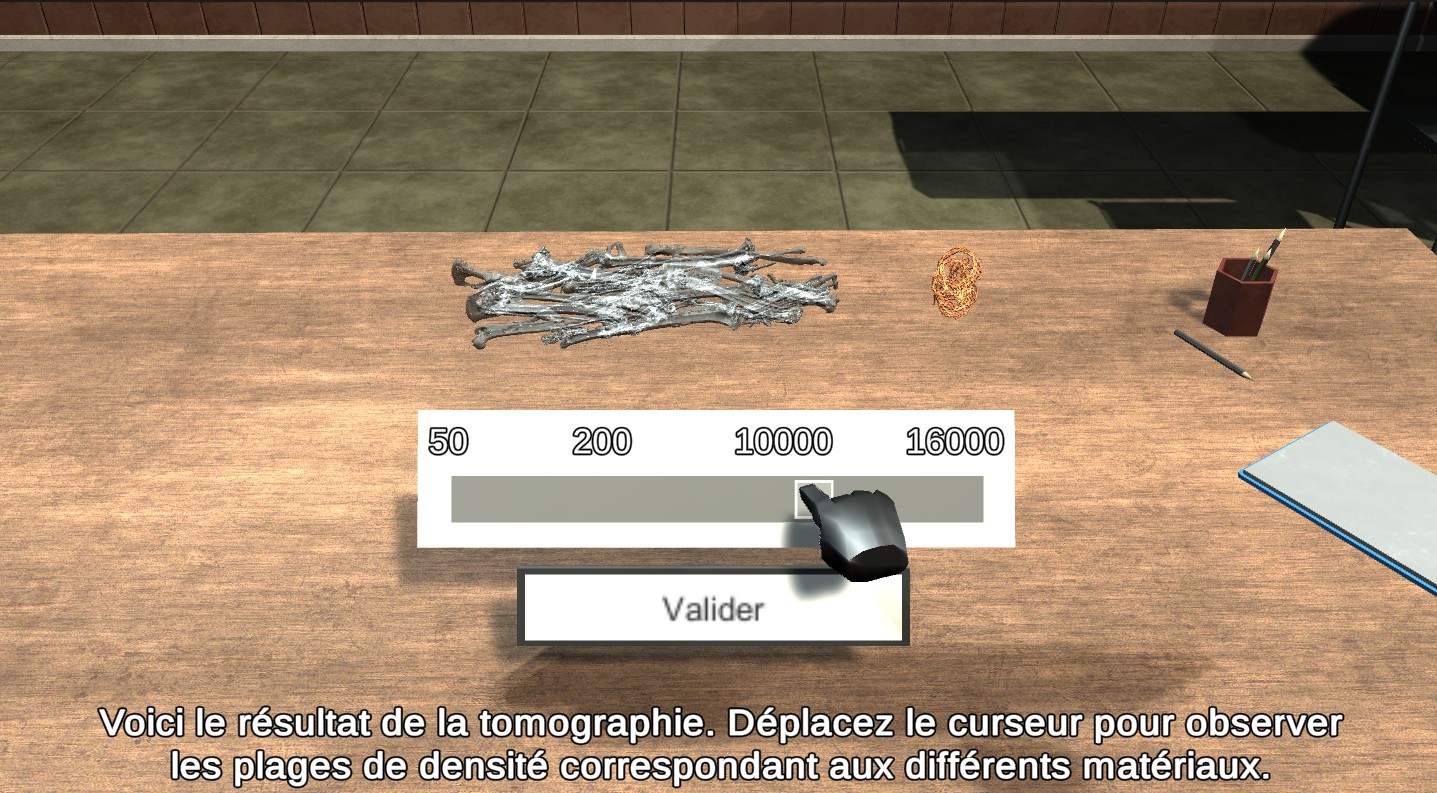 50 200 10000 16000
Valider
Voici le résultat de la tomographie. Déplacez le curseur pour observer
les plages de densité correspondant aux différents matériaux.